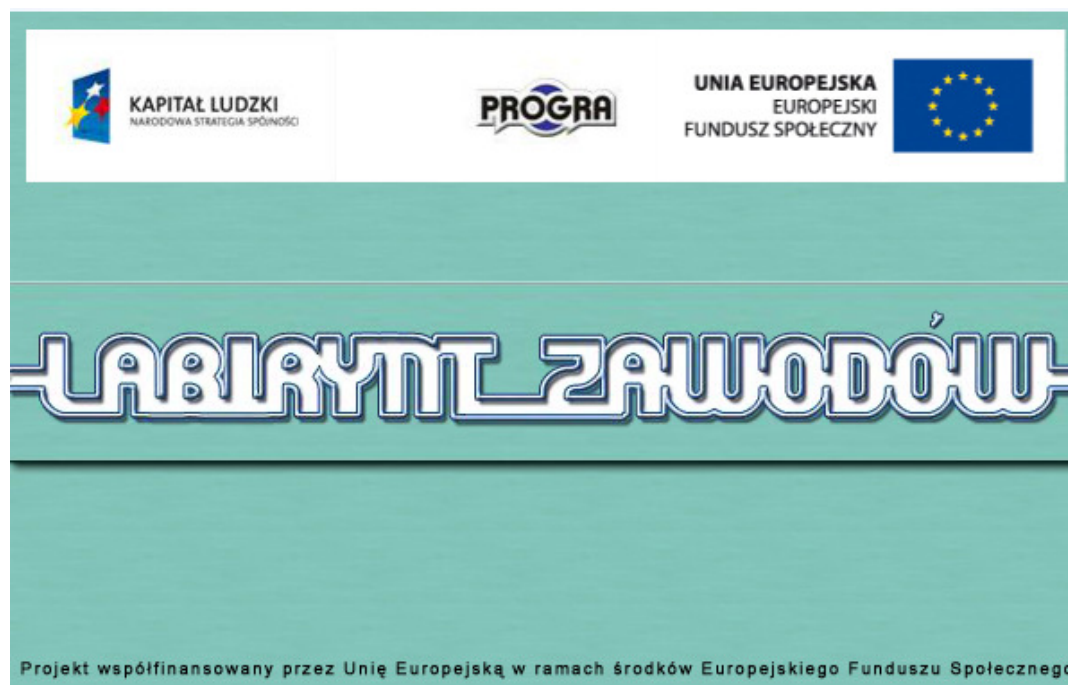 KAPITAŁ LUDZKI
NARODOWA STRATEGIA SPÓJNOŚCI
PROGRA
UNIA EUROPEJSKA
EUROPEJSKI
FUNDUSZ SPOŁECZNY
LABIRYNT ZAWODÓW
Projekt współfinansowany przez Unię Europejską w ramach środków Europejskiego Funduszu Społecznego